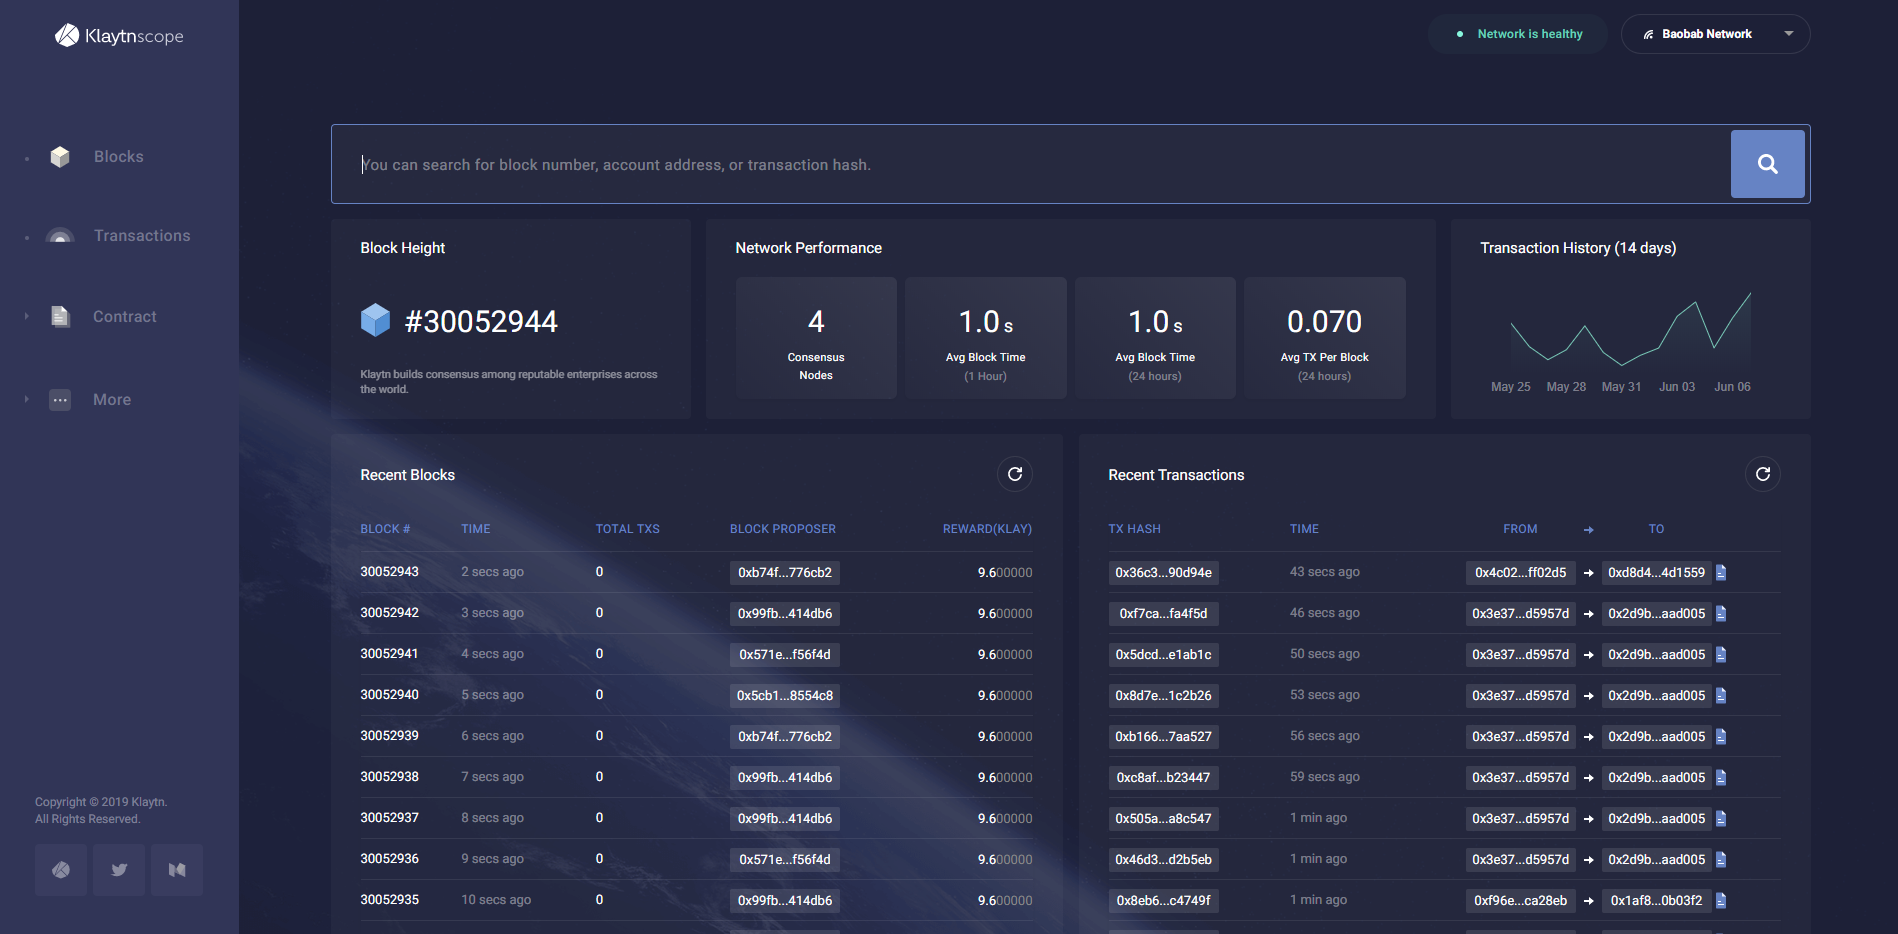 Klaytnscope
Network is healthy
Baobab Network
Blocks
Transactions
Contract
More
Copyright © 2019 Klaytn.
All Rights Reserved.
You can search for block number, account address, or transaction hash.
Block Height
#30052944
Klaytn builds consensus among reputable enterprises across
the world.
Network Performance
4
Consensus
Nodes
1.0 s
Avg Block Time
(1 Hour)
1.0 s
Avg Block Time
(24 hours)
0.070
Avg TX Per Block
(24 hours)
Transaction History (14 days)
May 25 May 28 May 31 Jun 03 Jun 06
Recent Blocks
BLOCK # TIME TOTAL TXS BLOCK PROPOSER REWARD(KLAY)
30052943 2 secs ago 0 0xb74f...776cb2 9.600000
30052942 3 secs ago 0 0x99fb...414db6 9.600000
30052941 4 secs ago 0 0x571e...f56f4d 9.600000
30052940 5 secs ago 0 0x5cb1...8554c8 9.600000
30052939 6 secs ago 0 0xb74f...776cb2 9.600000
30052938 7 secs ago 0 0x99fb...414db6 9.600000
30052937 8 secs ago 0 0x99fb...414db6 9.600000
30052936 9 secs ago 0 0x571e...f56f4d 9.600000
30052935 10 secs ago 0 0x99fb...414db6 9.600000
Recent Transactions
TX HASH TIME FROM → TO
0x36c3...90d94e 43 secs ago 0x4c02...ff02d5 → 0xd8d4...4d1559
0xf7ca...fa4f5d 46 secs ago 0x3e37...d5957d → 0x2d9b...aad005
0x5dcd...e1ab1c 50 secs ago 0x3e37...d5957d → 0x2d9b...aad005
0x8d7e...1c2b26 53 secs ago 0x3e37...d5957d → 0x2d9b...aad005
0xb166...7aa527 56 secs ago 0x3e37...d5957d → 0x2d9b...aad005
0xc8af...b23447 59 secs ago 0x3e37...d5957d → 0x2d9b...aad005
0x505a...a8c547 1 min ago 0x3e37...d5957d → 0x2d9b...aad005
0x46d3...d2b5eb 1 min ago 0x3e37...d5957d → 0x2d9b...aad005
0x8eb6...c4749f 1 min ago 0xf96e...ca28eb → 0x1af8...0b03f2